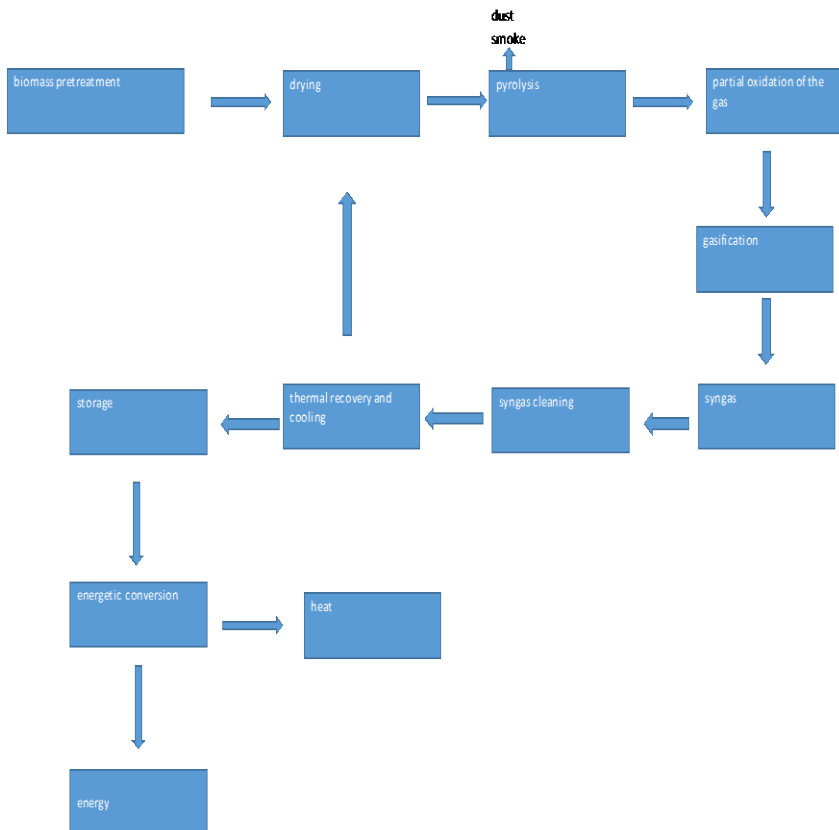 dust
smoke
biomass pretreatment
drying
pyrolysis
partial oxidation of the
gas
gasification
syngas
syngas cleaning
thermal recovery and
cooling
storage
energetic conversion
heat
energy